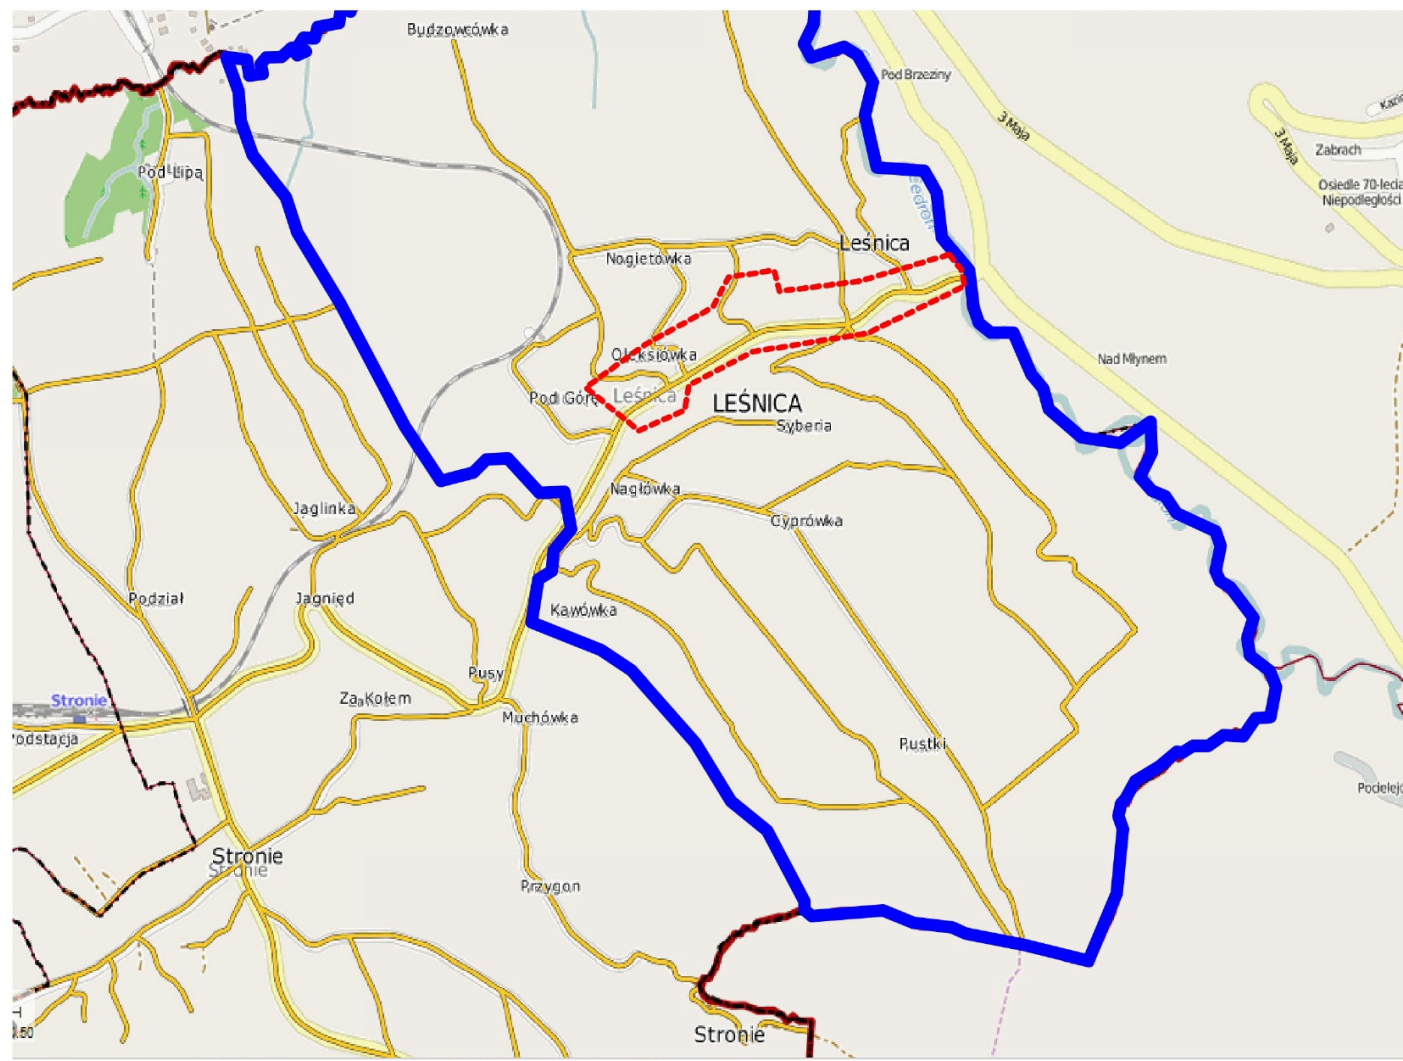 Budzowcówka
Pod Brzeziny
3 Maja
3 Maja
Zabrach
Osiedle 70-lecia
Niepodległości
Pod Lipą
Leśnica
Nogietówka
Oleksiówka
Nad Młynem
Pod Górę
Leśnica
LEŚNICA
Syberia
Nagłówka
Jaglinka
Cyprówka
Podział
Jagnięd
Kawówka
Pusy
Stronie
Za Kołem
Muchówka
Podstacja
Pustki
Stronie
Stronie
Przygon
Stronie